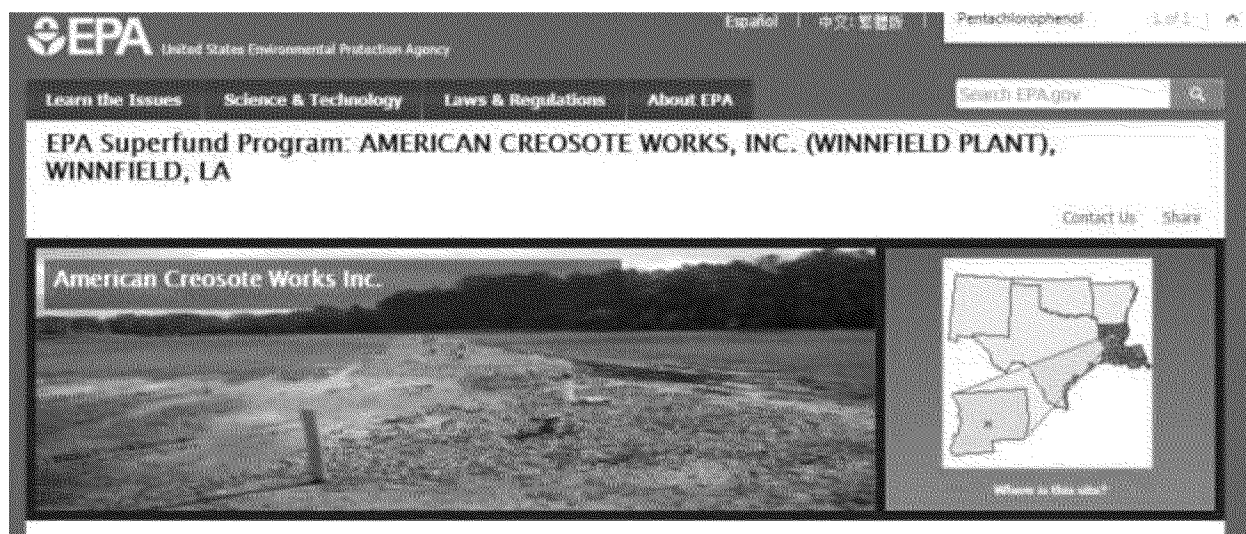 Español 中文: 繁體版 Pentachlorophenol
EPA United States Environmental Protection Agency
Learn the Issues Science & Technology Laws & Regulations About EPA Search EPA.gov
EPA Superfund Program: AMERICAN CREOSOTE WORKS, INC. (WINNFIELD PLANT),
WINNFIELD, LA
Contact Us Share
American Creosote Works Inc.
Where is this site?